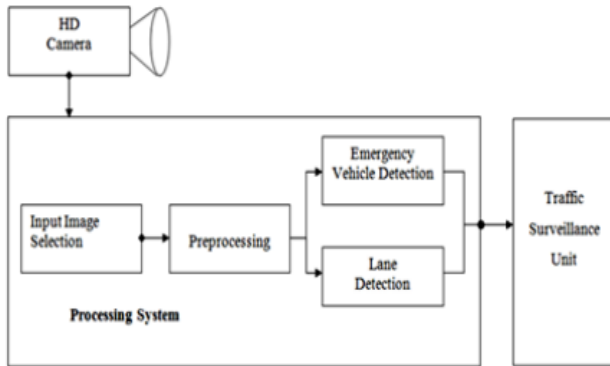 HD
Camera
Emergency
Vehicle Detection
Input Image
Selection
Preprocessing
Lane
Detection
Processing System
Traffic
Surveillance
Unit